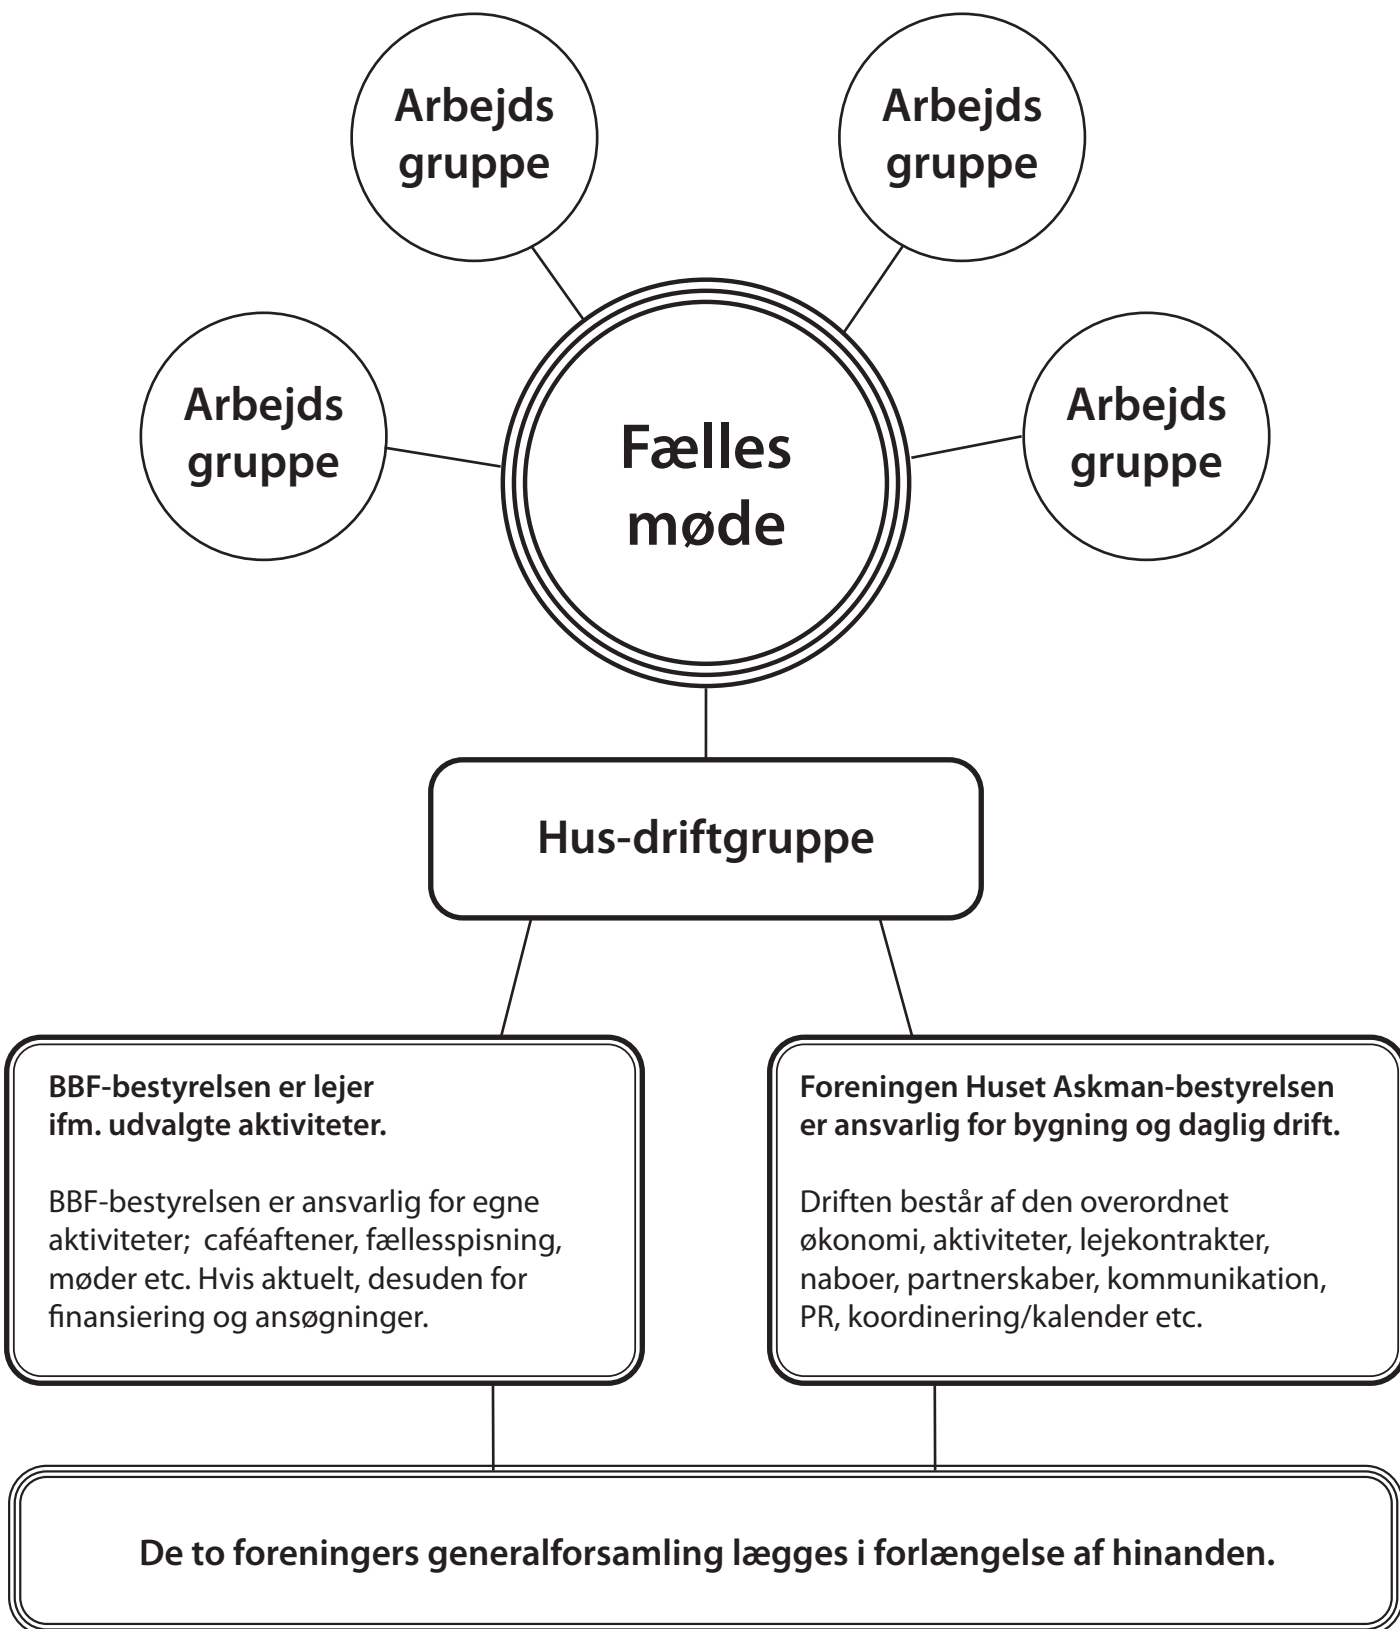 Arbejds
gruppe
Arbejds
gruppe
Arbejds
gruppe
Arbejds
gruppe
Fælles
møde
Hus-driftgruppe
BBF-bestyrelsen er lejer
ifm. udvalgte aktiviteter.
BBF-bestyrelsen er ansvarlig for egne
aktiviteter; caféaftener, fællesspisning,
møder etc. Hvis aktuelt, desuden for
finansiering og ansøgninger.
Foreningen Huset Askman-bestyrelsen
er ansvarlig for bygning og daglig drift.
Driften består af den overordnet
økonomi, aktiviteter, lejekontrakter,
naboer, partnerskaber, kommunikation,
PR, koordinering/kalender etc.
De to foreningers generalforsamling lægges i forlængelse af hinanden.